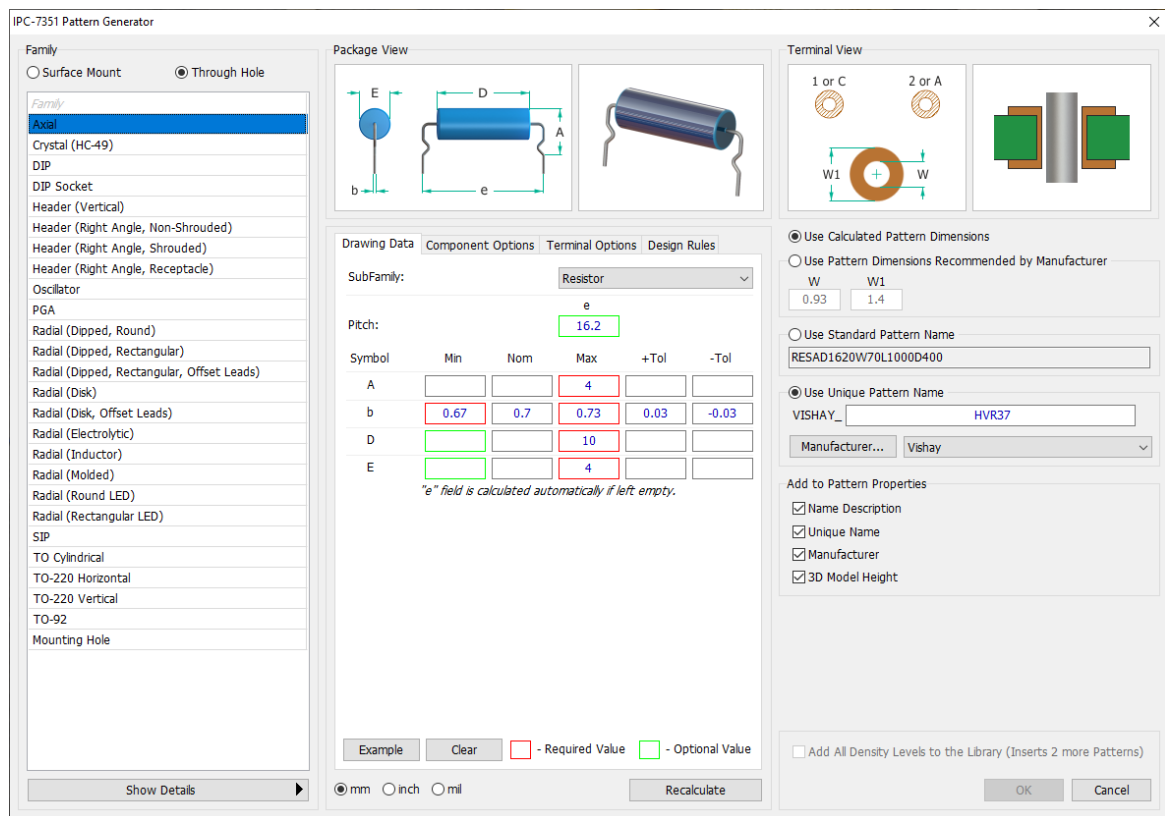 IPC-7351 Pattern Generator
Family
Surface Mount
Through Hole
Family
Axial
Crystal (HC-49)
DIP
DIP Socket
Header (Vertical)
Header (Right Angle, Non-Shrouded)
Header (Right Angle, Shrouded)
Header (Right Angle, Receptacle)
Oscillator
PGA
Radial (Dipped, Round)
Radial (Dipped, Rectangular)
Radial (Dipped, Rectangular, Offset Leads)
Radial (Disk)
Radial (Disk, Offset Leads)
Radial (Electrolytic)
Radial (Inductor)
Radial (Molded)
Radial (Round LED)
Radial (Rectangular LED)
SIP
TO Cylindrical
TO-220 Horizontal
TO-220 Vertical
TO-92
Mounting Hole
Show Details
Package View
E
D
A
b
e
Drawing Data Component Options Terminal Options Design Rules
SubFamily: Resistor
e
Pitch: 16.2
Symbol Min Nom Max +Tol -Tol
A 4
b 0.67 0.7 0.73 0.03 -0.03
D 10
E 4
"e" field is calculated automatically if left empty.
Example Clear - Required Value - Optional Value
mm inch mil Recalculate
Terminal View
1 or C 2 or A
W1 W
Use Calculated Pattern Dimensions
Use Pattern Dimensions Recommended by Manufacturer
W W1
0.93 1.4
Use Standard Pattern Name
RESAD1620W70L1000D400
Use Unique Pattern Name
VISHAY_ HVR37
Manufacturer... Vishay
Add to Pattern Properties
Name Description
Unique Name
Manufacturer
3D Model Height
Add All Density Levels to the Library (Inserts 2 more Patterns)
OK Cancel